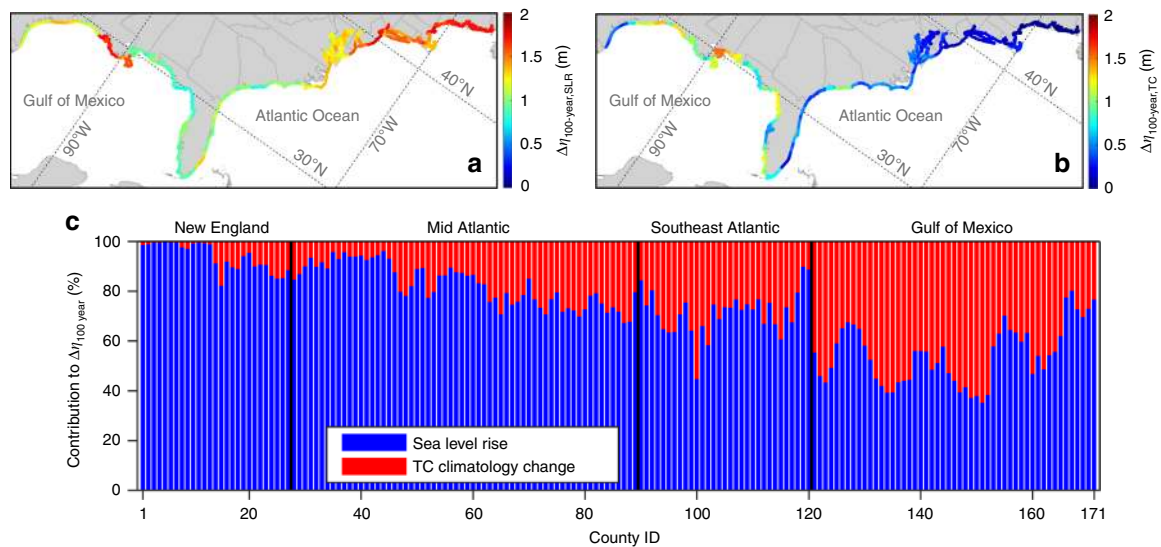 2
1.5
1
0.5
0
Δη100-year,SLR (m)
Gulf of Mexico
Atlantic Ocean
90°W
30°N
70°W
40°N
a
2
1.5
1
0.5
0
Δη100-year,TC (m)
Gulf of Mexico
Atlantic Ocean
90°W
30°N
70°W
40°N
b
c
New England Mid Atlantic Southeast Atlantic Gulf of Mexico
Contribution to Δη100 year (%)
100
80
60
40
20
0
Sea level rise
TC climatology change
1 20 40 60 80 100 120 140 160 171
County ID